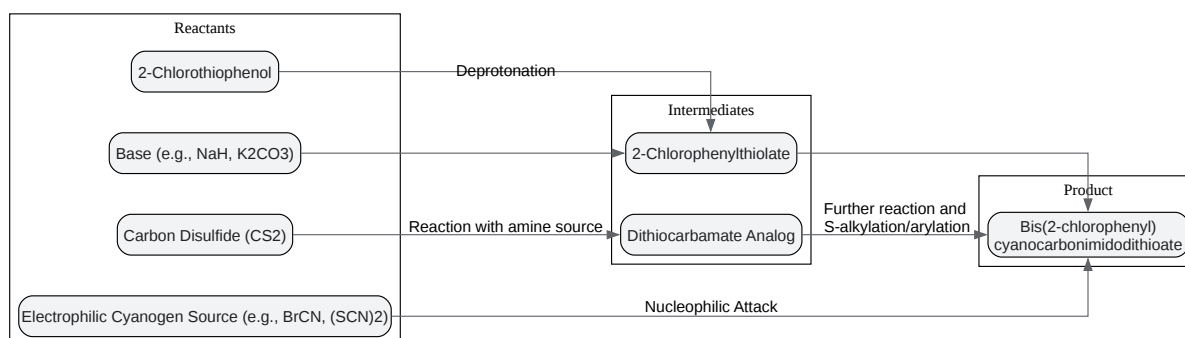 Reactants
2-Chlorothiophenol
Deprotonation
Intermediates
Base (e.g., NaH, K2CO3)
2-Chlorophenylthiolate
Product
Carbon Disulfide (CS2)
Reaction with amine source
Dithiocarbamate Analog
Further reaction and
S-alkylation/arylation
Bis(2-chlorophenyl)
cyanocarbonimidodithioate
Electrophilic Cyanogen Source (e.g., BrCN, (SCN)2)
Nucleophilic Attack